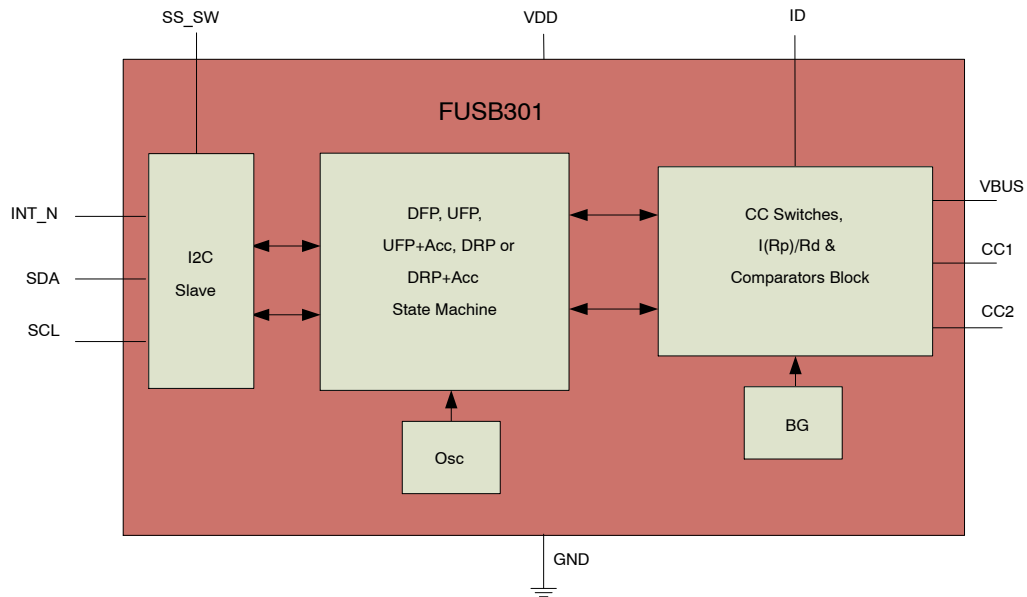 SS_SW
VDD
ID
FUSB301
INT_N
SDA
SCL
I2C
Slave
DFP, UFP,
UFP+Acc, DRP or
DRP+Acc
State Machine
CC Switches,
I(Rp)/Rd &
Comparators Block
VBUS
CC1
CC2
Osc
BG
GND